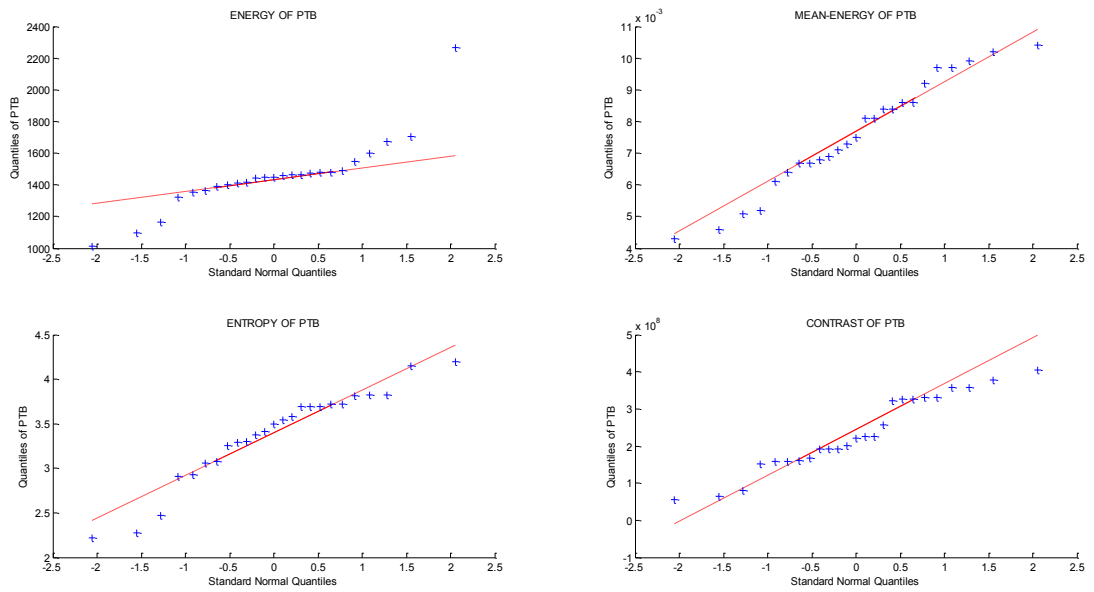 ENERGY OF PTB
2400
2200
2000
1800
1600
1400
1200
1000
Quantiles of PTB
-2.5 -2 -1.5 -1 -0.5 0 0.5 1 1.5 2 2.5
Standard Normal Quantiles
MEAN-ENERGY OF PTB
x 10-3
11
10
9
8
7
6
5
4
Quantiles of PTB
-2.5 -2 -1.5 -1 -0.5 0 0.5 1 1.5 2 2.5
Standard Normal Quantiles
ENTROPY OF PTB
4.5
4
3.5
3
2.5
2
Quantiles of PTB
-2.5 -2 -1.5 -1 -0.5 0 0.5 1 1.5 2 2.5
Standard Normal Quantiles
CONTRAST OF PTB
x 108
5
4
3
2
1
0
-1
Quantiles of PTB
-2.5 -2 -1.5 -1 -0.5 0 0.5 1 1.5 2 2.5
Standard Normal Quantiles